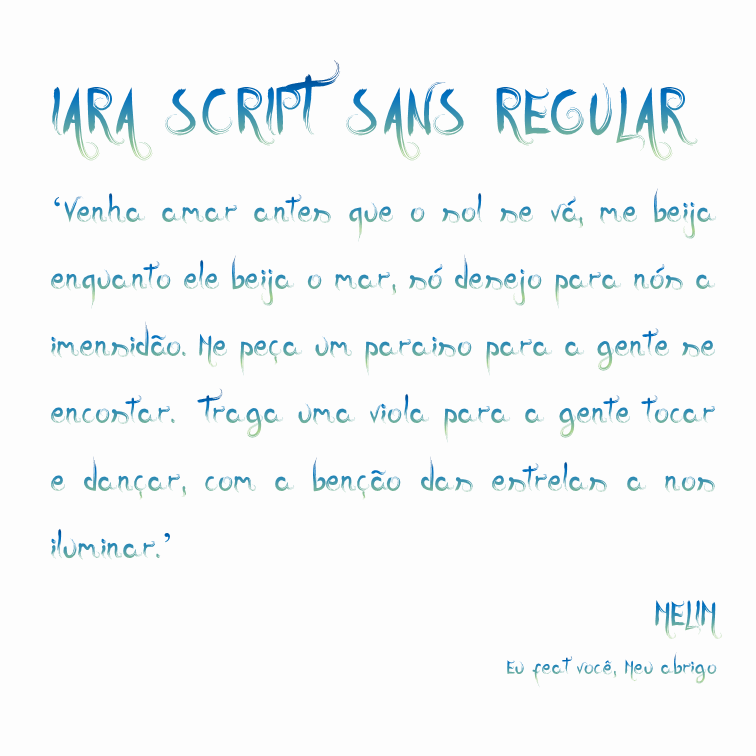 IARA SCRIPT SANS REGULAR
‘Venha amar antes que o sol se vá, me beija
enquanto ele beija o mar, só desejo para nós a
imensidão. Me peça um paraiso para a gente se
encostar. Traga uma viola para a gente tocar
e dançar, com a benção das estrelas a nos
iluminar.’
MELIM
Eu feat você, Meu abrigo